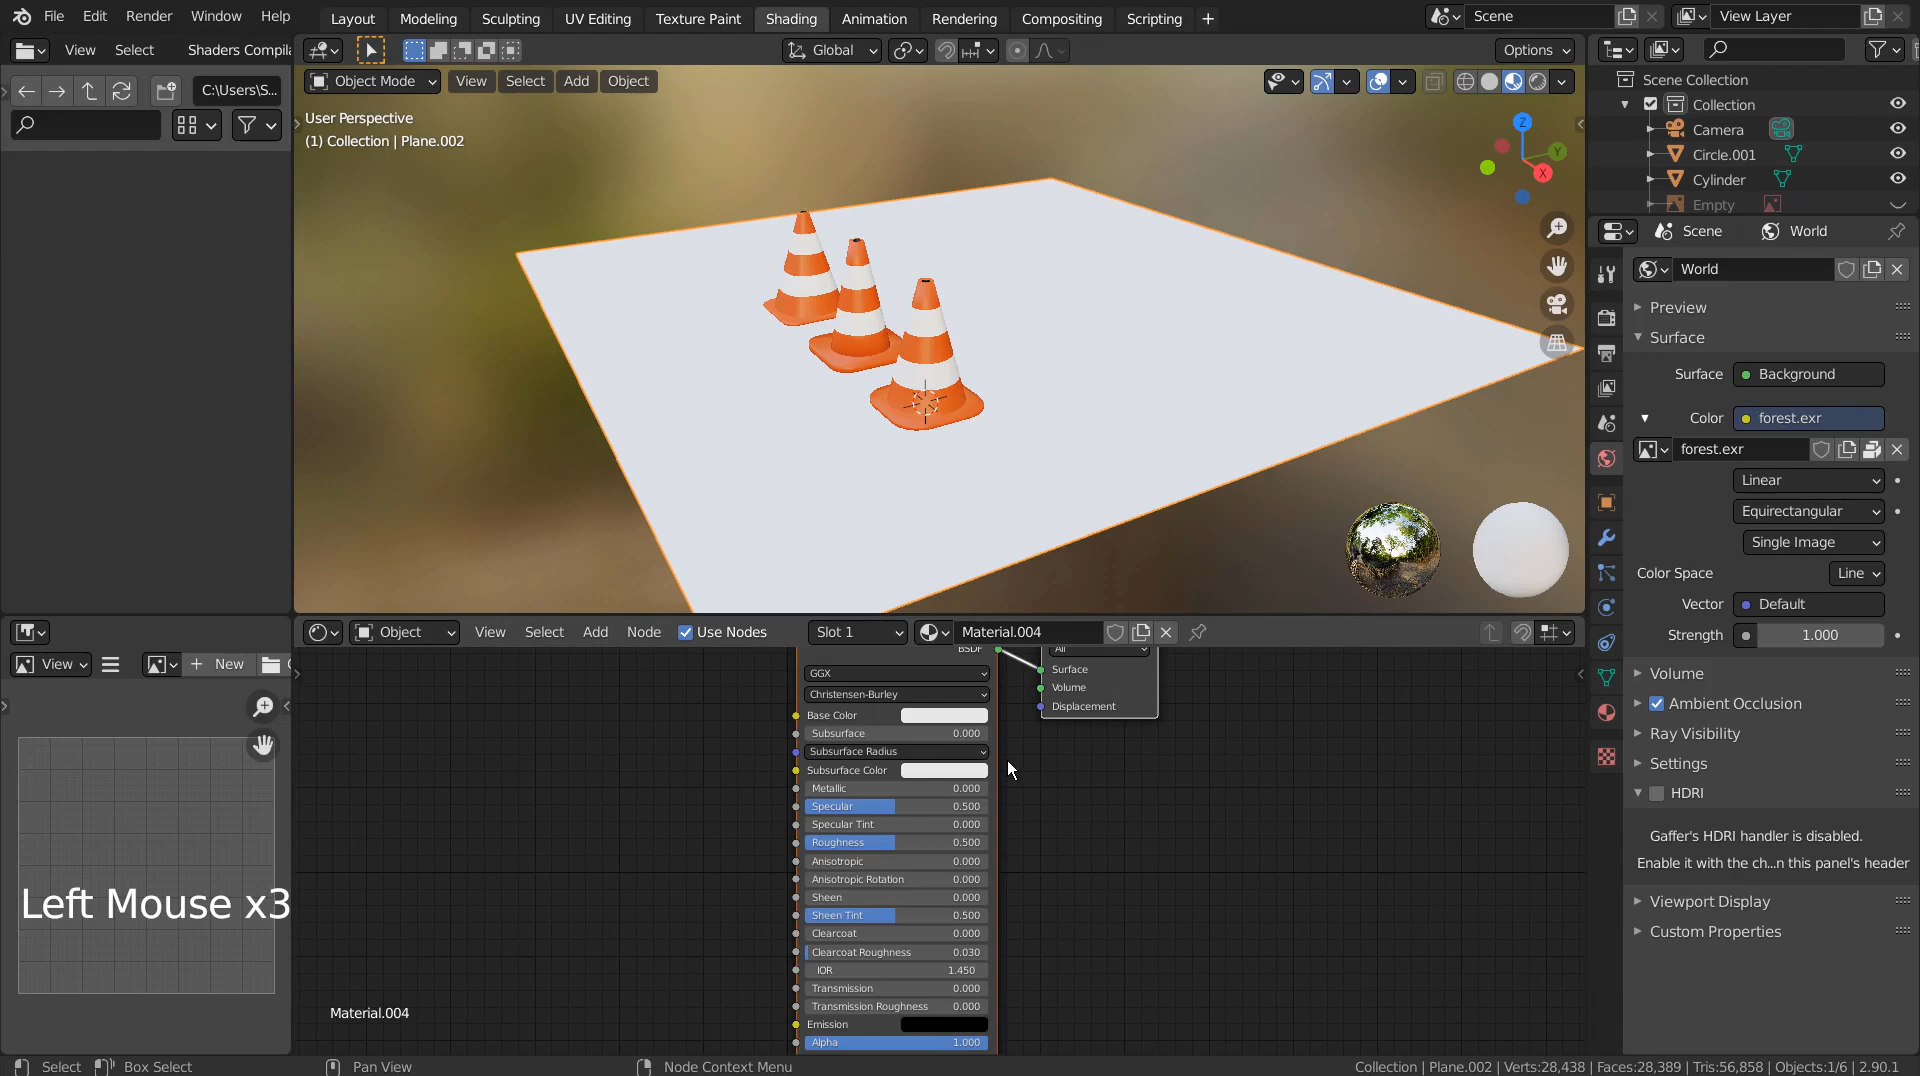 File Edit Render Window Help Layout Modeling Sculpting UV Editing Texture Paint Shading Animation Rendering Compositing Scripting + Scene View Layer
View Select Shaders Compila Global Options
Object Mode View Select Add Object
C:\Users\S...
User Perspective
(1) Collection | Plane.002
Z
Y
X
Scene Collection
Collection
Camera
Circle.001
Cylinder
Empty
Scene World
World
Preview
Surface
Surface Background
Color forest.exr
forest.exr
Linear
Equirectangular
Single Image
Color Space Line
Vector Default
Strength 1.000
Volume
Ambient Occlusion
Ray Visibility
Settings
HDRI
Gaffer's HDRI handler is disabled.
Enable it with the ch...n this panel's header
Viewport Display
Custom Properties
Object View Select Add Node Use Nodes Slot 1 Material.004
View + New
BSDF
All
Surface
Volume
Displacement
GGX
Christensen-Burley
Base Color
Subsurface 0.000
Subsurface Radius
Subsurface Color
Metallic 0.000
Specular 0.500
Specular Tint 0.000
Roughness 0.500
Anisotropic 0.000
Anisotropic Rotation 0.000
Sheen 0.000
Sheen Tint 0.500
Clearcoat 0.000
Clearcoat Roughness 0.030
IOR 1.450
Transmission 0.000
Transmission Roughness 0.000
Emission
Alpha 1.000
Left Mouse x3
Material.004
Select Box Select Pan View Node Context Menu Collection | Plane.002 | Verts:28,438 | Faces:28,389 | Tris:56,858 | Objects:1/6 | 2.90.1